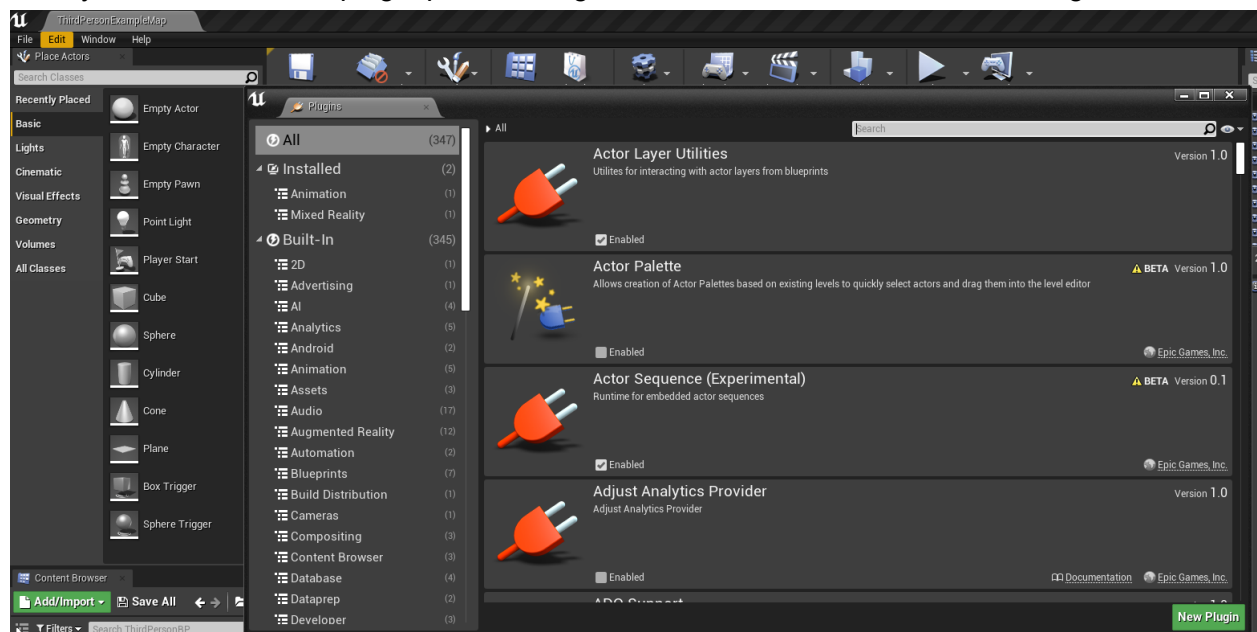 ThirdPersonExampleMap
File Edit Window Help
Place Actors
Search Classes
Recently Placed
Basic
Lights
Cinematic
Visual Effects
Geometry
Volumes
All Classes
Empty Actor
Empty Character
Empty Pawn
Point Light
Player Start
Cube
Sphere
Cylinder
Cone
Plane
Box Trigger
Sphere Trigger
Content Browser
Add/Import Save All
Filters Search ThirdPersonBP
Plugins
All (347)
Installed (2)
Animation (1)
Mixed Reality (1)
Built-In (345)
2D (1)
Advertising (1)
AI (4)
Analytics (5)
Android (2)
Animation (5)
Assets (3)
Audio (17)
Augmented Reality (12)
Automation (2)
Blueprints (7)
Build Distribution (1)
Cameras (1)
Compositing (3)
Content Browser (3)
Database (4)
Dataprep (2)
Developer (3)
All
Search
Actor Layer Utilities Version 1.0
Utilites for interacting with actor layers from blueprints
Enabled
Actor Palette BETA Version 1.0
Allows creation of Actor Palettes based on existing levels to quickly select actors and drag them into the level editor
Enabled Epic Games, Inc.
Actor Sequence (Experimental) BETA Version 0.1
Runtime for embedded actor sequences
Enabled Epic Games, Inc.
Adjust Analytics Provider Version 1.0
Adjust Analytics Provider
Enabled Documentation Epic Games, Inc.
New Plugin